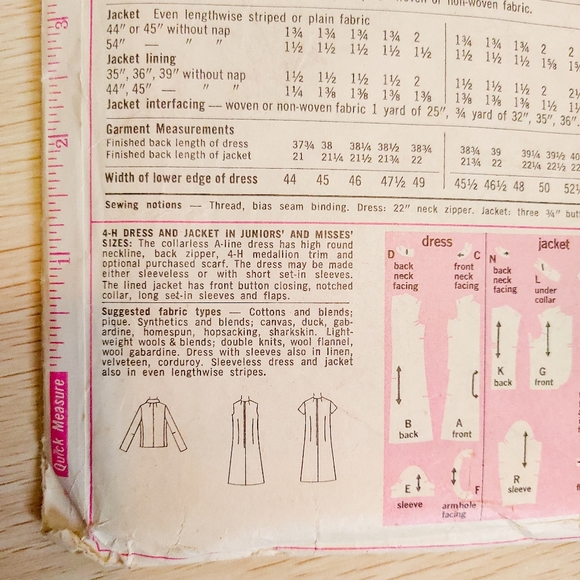 or non-woven fabric.
Jacket Even lengthwise striped or plain fabric
44" or 45" without nap 1¾ 1¾ 1¾ 1¾ 2 1¾ 1¾ 1¾ 2 2
54" — " " 1½ 1½ 1½ 1½ 1½ 1½ 1½ 1½ 1⅝
Jacket lining
35", 36", 39" without nap 1½ 1½ 1½ 1½ 2 1½ 1½ 1½ 2
44", 45" — " " 1¼ 1⅜ 1⅜ 1⅜ 1⅜ 1⅜ 1⅜ 1⅜ 1½
Jacket interfacing — woven or non-woven fabric 1 yard of 25", ¾ yard of 32", 35", 36"
Garment Measurements
Finished back length of dress 37¾ 38 38¼ 38½ 38¾ 38¾ 39 39¼ 39½ 40
Finished back length of jacket 21 21¼ 21½ 21¾ 22 21¾ 22 22¼ 22½
Width of lower edge of dress 44 45 46 47½ 49 45½ 46½ 48 50
Sewing notions — Thread, bias seam binding. Dress: 22" neck zipper. Jacket: three ¾"
4-H DRESS AND JACKET IN JUNIORS' AND MISSES'
SIZES: The collarless A-line dress has high round
neckline, back zipper, 4-H medallion trim and
optional purchased scarf. The dress may be made
either sleeveless or with short set-in sleeves.
The lined jacket has front button closing, notched
collar, long set-in sleeves and flaps.
Suggested fabric types — Cottons and blends;
pique. Synthetics and blends; canvas, duck, gab-
ardine, homespun, hopsacking, sharkskin. Light-
weight wools & blends; double knits, wool flannel,
wool gabardine. Dress with sleeves also in linen,
velveteen, corduroy. Sleeveless dress and jacket
also in even lengthwise stripes.
dress
D
back
neck
facing
C
front
neck
facing
B
back
A
front
E
sleeve
F
armhole
facing
jacket
N
back
neck
facing
L
under
collar
K
back
G
front
R
sleeve
3
2
1
Quick Measure